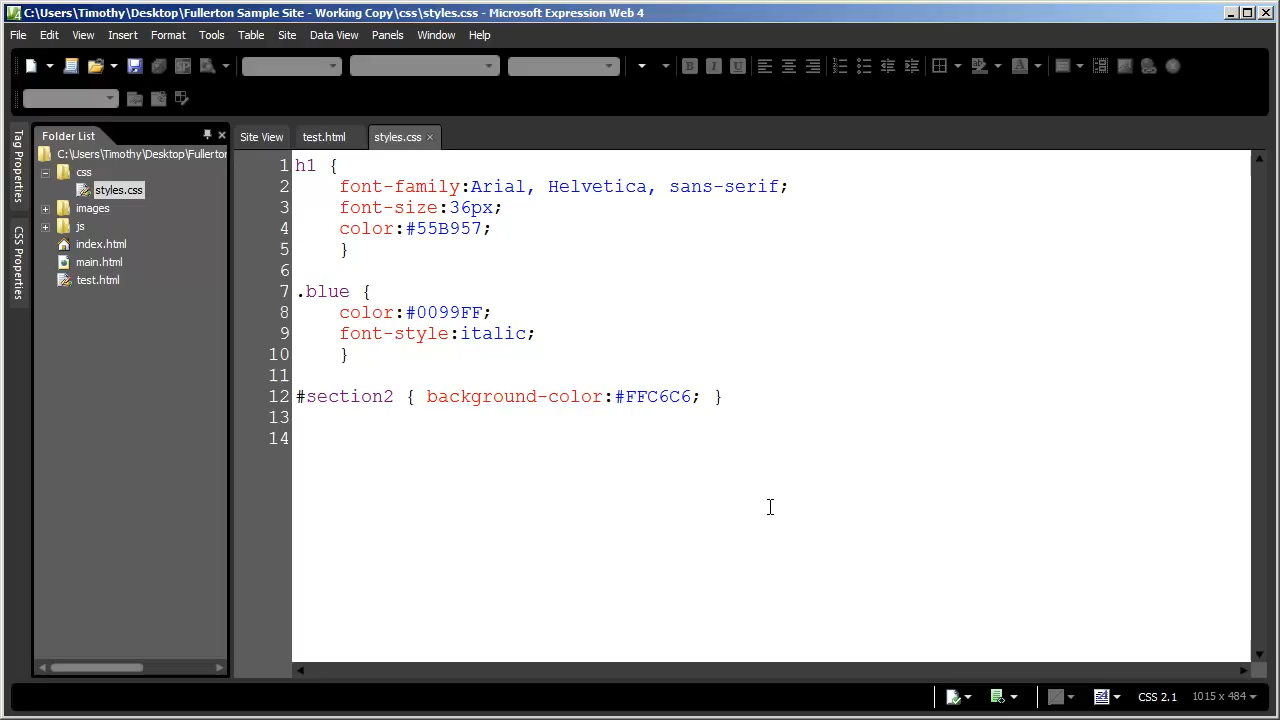 C:\Users\Timothy\Desktop\Fullerton Sample Site - Working Copy\css\styles.css - Microsoft Expression Web 4
File Edit View Insert Format Tools Table Site Data View Panels Window Help
B I U A
Folder List
Site View test.html styles.css ×
Tag Properties
CSS Properties
C:\Users\Timothy\Desktop\Fullerton
css
styles.css
images
js
index.html
main.html
test.html
1 h1 {
2 font-family:Arial, Helvetica, sans-serif;
3 font-size:36px;
4 color:#55B957;
5 }
6
7 .blue {
8 color:#0099FF;
9 font-style:italic;
10 }
11
12 #section2 { background-color:#FFC6C6; }
13
14
CSS 2.1 1015 x 484